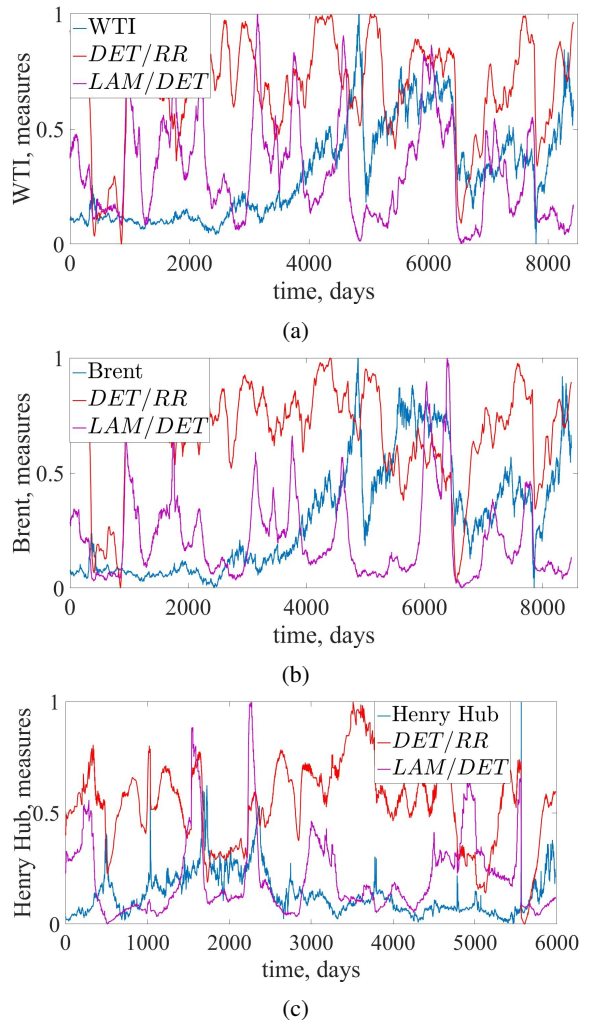 WTI
DET/RR
LAM/DET
WTI, measures
1
0.5
0
0 2000 4000 6000 8000
time, days
(a)
Brent
DET/RR
LAM/DET
Brent, measures
1
0.5
0
0 2000 4000 6000 8000
time, days
(b)
Henry Hub
DET/RR
LAM/DET
Henry Hub, measures
1
0.5
0
0 1000 2000 3000 4000 5000 6000
time, days
(c)